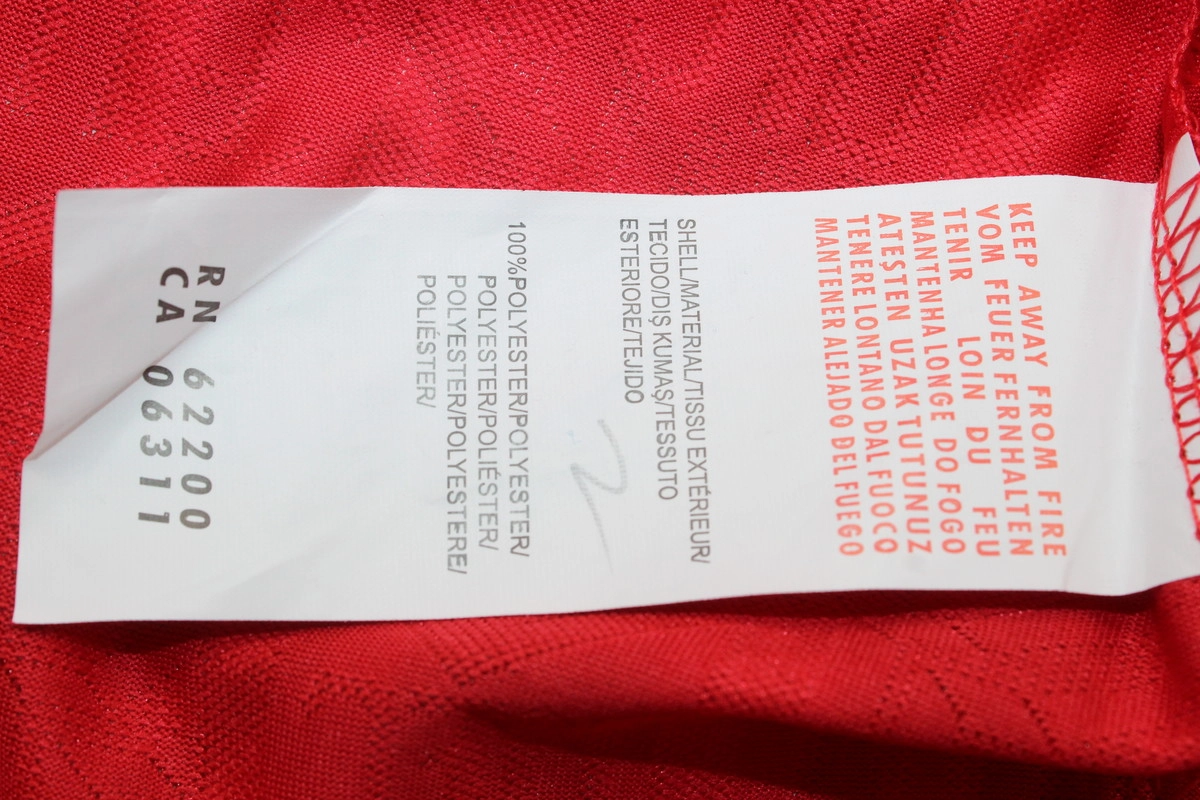 KEEP AWAY FROM FIRE
VOM FEUER FERNHALTEN
TENIR LOIN DU FEU
MANTENHA LONGE DO FOGO
ATEŞTEN UZAK TUTUNUZ
TENERE LONTANO DAL FUOCO
MANTENER ALEJADO DEL FUEGO
SHELL/MATERIAL/TISSU EXTÉRIEUR/
TECIDO/DIŞ KUMAŞ/TESSUTO
ESTERIORE/TEJIDO
2
100%POLYESTER/POLYESTER/
POLYESTER/POLIÉSTER/
POLYESTER/POLYESTERE/
POLIÉSTER/
RN 62200
CA 06311